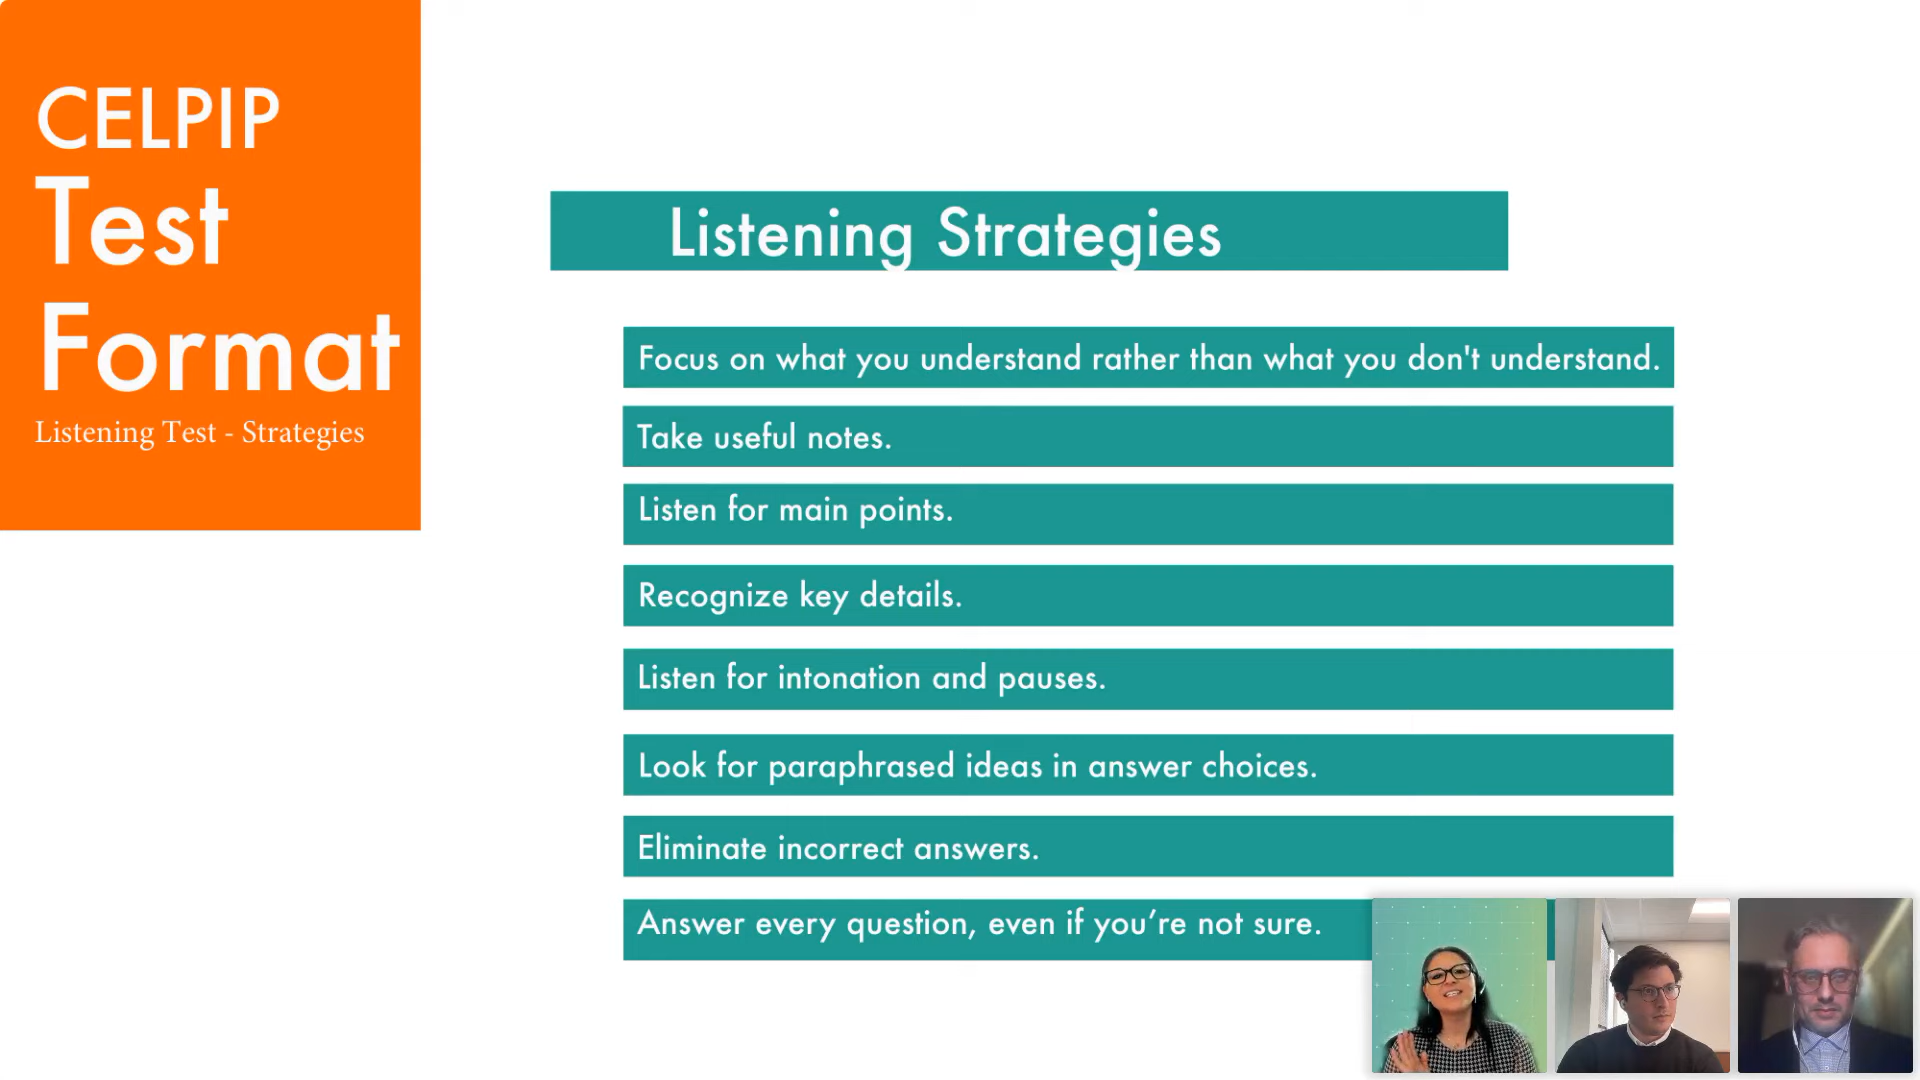 CELPIP
Test
Format
Listening Test - Strategies
Listening Strategies
Focus on what you understand rather than what you don't understand.
Take useful notes.
Listen for main points.
Recognize key details.
Listen for intonation and pauses.
Look for paraphrased ideas in answer choices.
Eliminate incorrect answers.
Answer every question, even if you’re not sure.